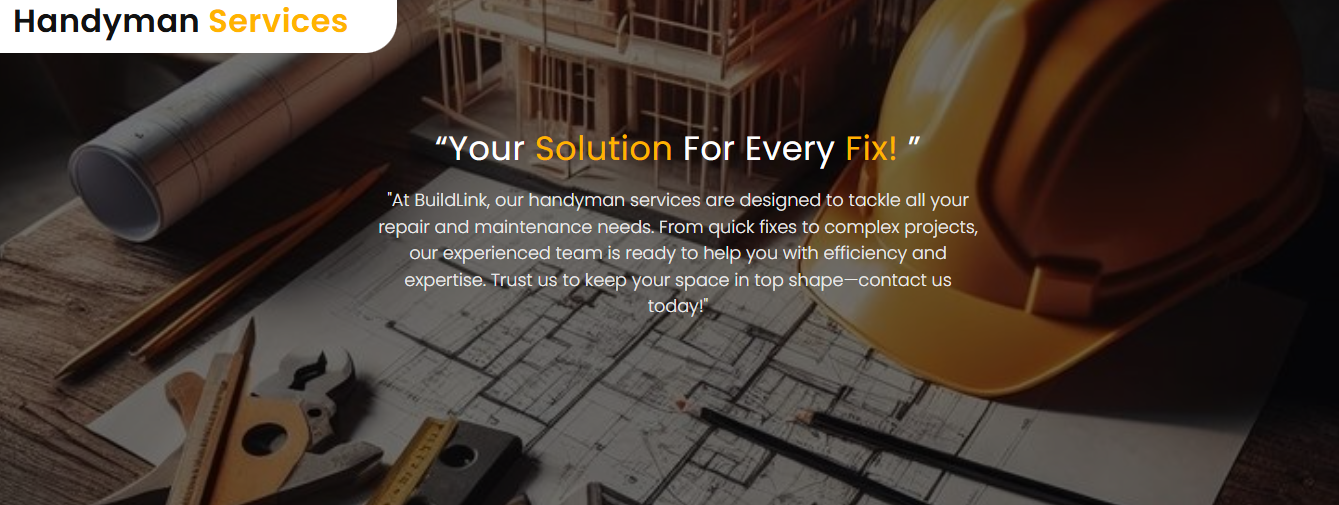 Handyman Services
“Your Solution For Every Fix! ”
"At BuildLink, our handyman services are designed to tackle all your
repair and maintenance needs. From quick fixes to complex projects,
our experienced team is ready to help you with efficiency and
expertise. Trust us to keep your space in top shape—contact us
today!"